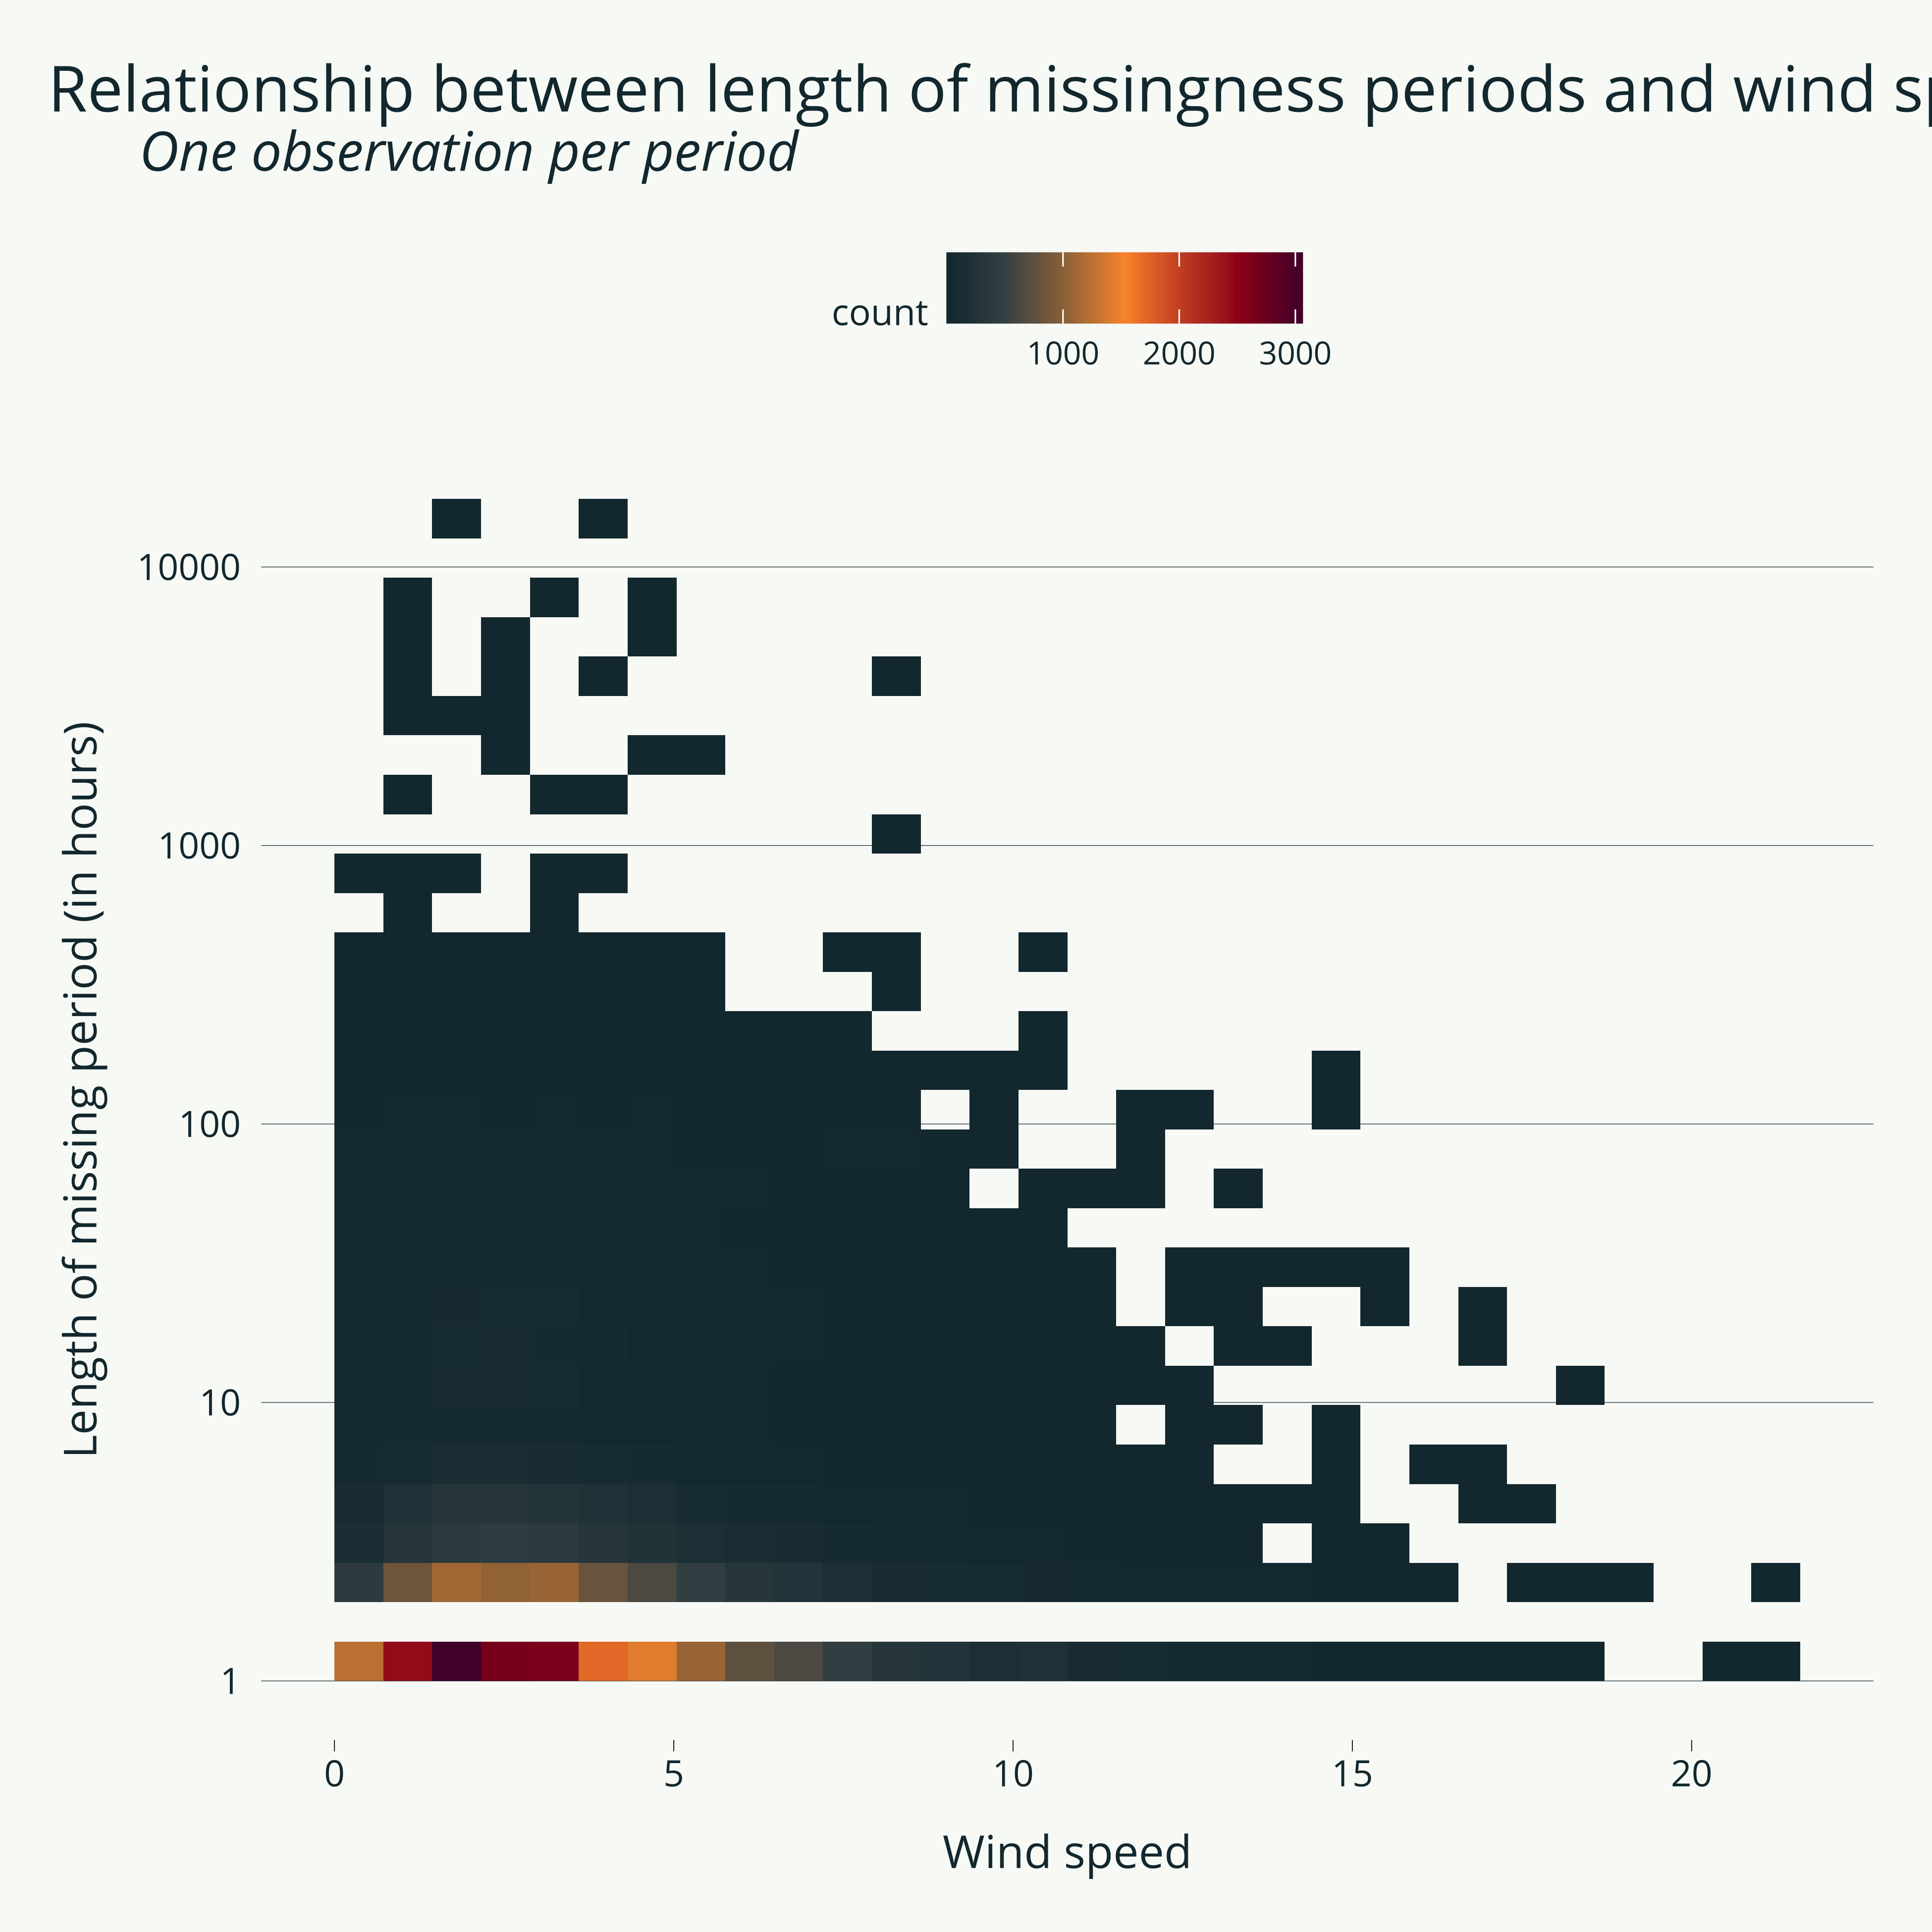 Relationship between length of missingness periods and wind sp
One observation per period
count
1000 2000 3000
Length of missing period (in hours)
10000
1000
100
10
1
0 5 10 15 20
Wind speed